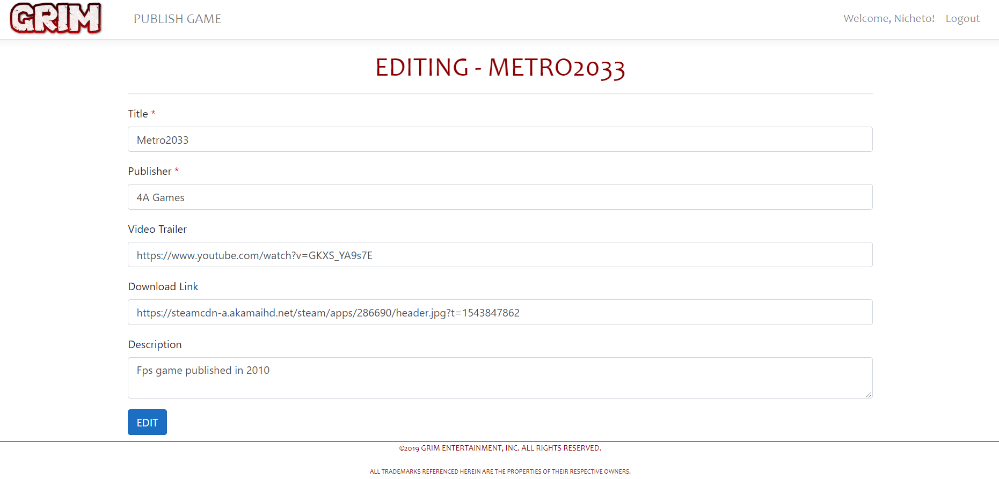 GRIM
PUBLISH GAME
Welcome, Nicheto!
Logout
EDITING - METRO2033
Title *
Metro2033
Publisher *
4A Games
Video Trailer
https://www.youtube.com/watch?v=GKXS_YA9s7E
Download Link
https://steamcdn-a.akamaihd.net/steam/apps/286690/header.jpg?t=1543847862
Description
Fps game published in 2010
EDIT
©2019 GRIM ENTERTAINMENT, INC. ALL RIGHTS RESERVED.
ALL TRADEMARKS REFERENCED HEREIN ARE THE PROPERTIES OF THEIR RESPECTIVE OWNERS.